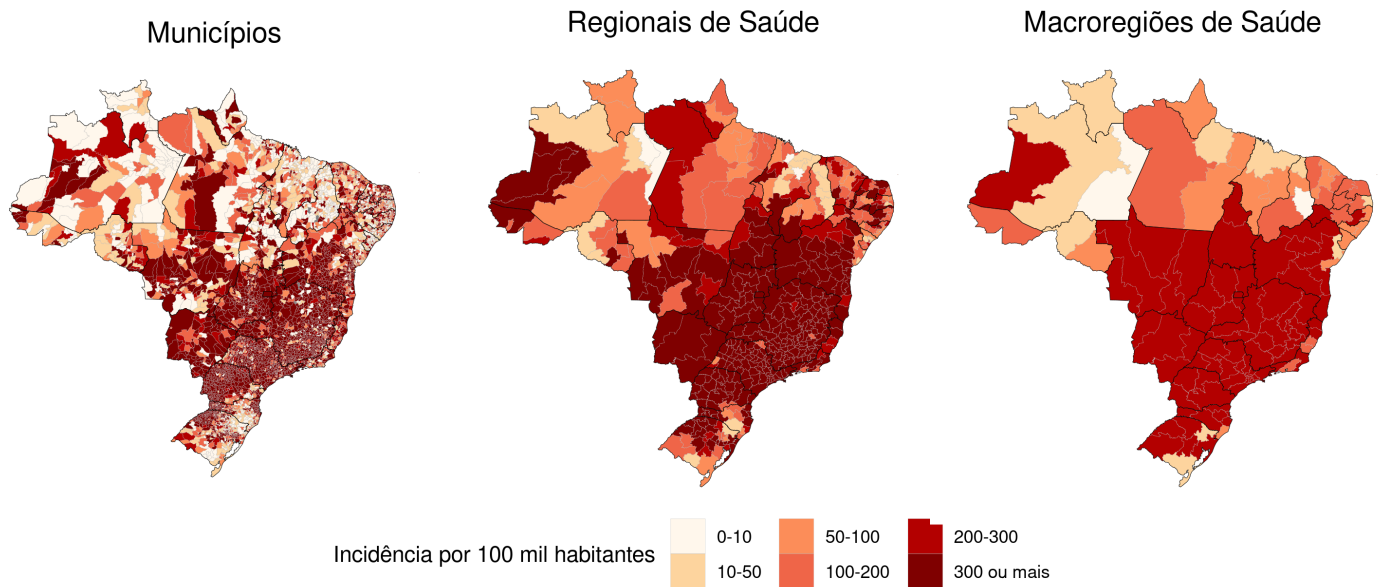 Municípios
Regionais de Saúde
Macroregiões de Saúde
Incidência por 100 mil habitantes
0-10
50-100
200-300
10-50
100-200
300 ou mais